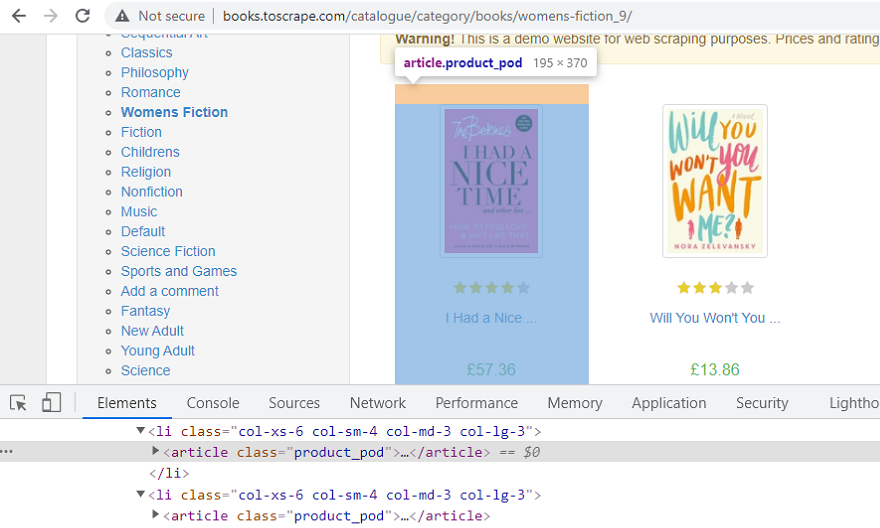 Not secure | books.toscrape.com/catalogue/category/books/womens-fiction_9/
Sequential Art
Classics
Philosophy
Romance
Womens Fiction
Fiction
Childrens
Religion
Nonfiction
Music
Default
Science Fiction
Sports and Games
Add a comment
Fantasy
New Adult
Young Adult
Science
Warning! This is a demo website for web scraping purposes. Prices and rating
article.product_pod 195 × 370
The Betches
I HAD A
NICE
TIME
and other lies ...
HOW TO FIND LOVE
I Had a Nice ...
£57.36
A Novel
WILL YOU
WON'T YOU
WANT
ME?
NORA ZELEVANSKY
Will You Won't You ...
£13.86
Elements Console Sources Network Performance Memory Application Security Lightho
▼<li class="col-xs-6 col-sm-4 col-md-3 col-lg-3">
... ▶<article class="product_pod">…</article> == $0
</li>
▼<li class="col-xs-6 col-sm-4 col-md-3 col-lg-3">
▶<article class="product_pod">…</article>